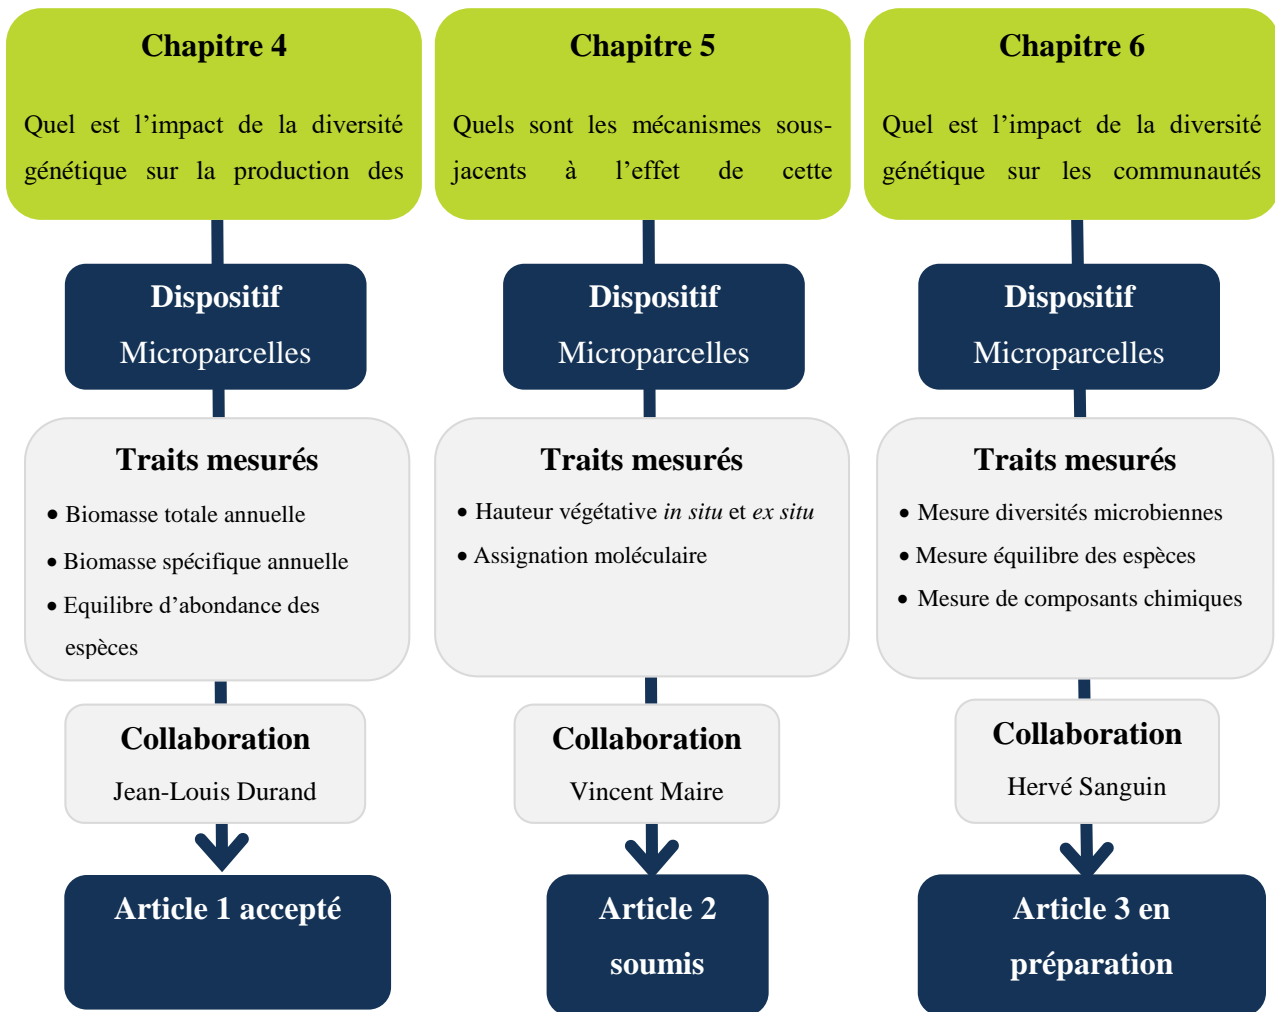 Chapitre 4
Quel est l’impact de la diversité
génétique sur la production des
Dispositif
Microparcelles
Traits mesurés
• Biomasse totale annuelle
• Biomasse spécifique annuelle
• Equilibre d’abondance des
espèces
Collaboration
Jean-Louis Durand
Article 1 accepté
Chapitre 5
Quels sont les mécanismes sous-
jacents à l’effet de cette
Dispositif
Microparcelles
Traits mesurés
• Hauteur végétative in situ et ex situ
• Assignation moléculaire
Collaboration
Vincent Maire
Article 2
soumis
Chapitre 6
Quel est l’impact de la diversité
génétique sur les communautés
Dispositif
Microparcelles
Traits mesurés
• Mesure diversités microbiennes
• Mesure équilibre des espèces
• Mesure de composants chimiques
Collaboration
Hervé Sanguin
Article 3 en
préparation